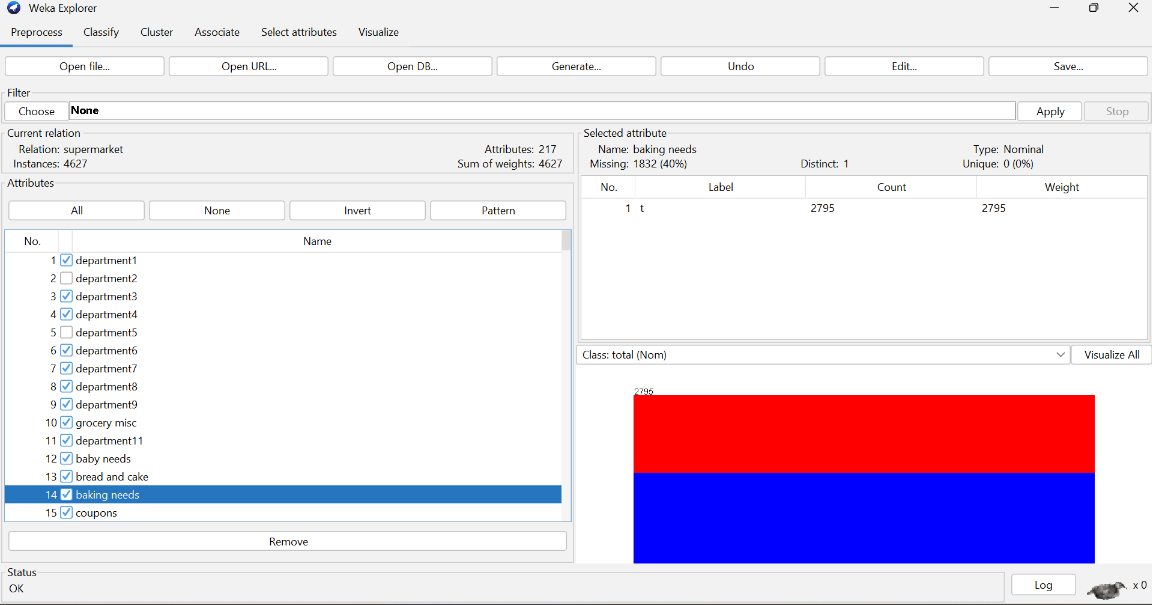 Weka Explorer
Preprocess Classify Cluster Associate Select attributes Visualize
Open file... Open URL... Open DB... Generate... Undo Edit... Save...
Filter
Choose None Apply Stop
Current relation
Relation: supermarket Attributes: 217
Instances: 4627 Sum of weights: 4627
Attributes
All None Invert Pattern
No. Name
1 department1
2 department2
3 department3
4 department4
5 department5
6 department6
7 department7
8 department8
9 department9
10 grocery misc
11 department11
12 baby needs
13 bread and cake
14 baking needs
15 coupons
Remove
Selected attribute
Name: baking needs Type: Nominal
Missing: 1832 (40%) Distinct: 1 Unique: 0 (0%)
No. Label Count Weight
1 t 2795 2795
Class: total (Nom) Visualize All
2795
Status
OK
Log x 0